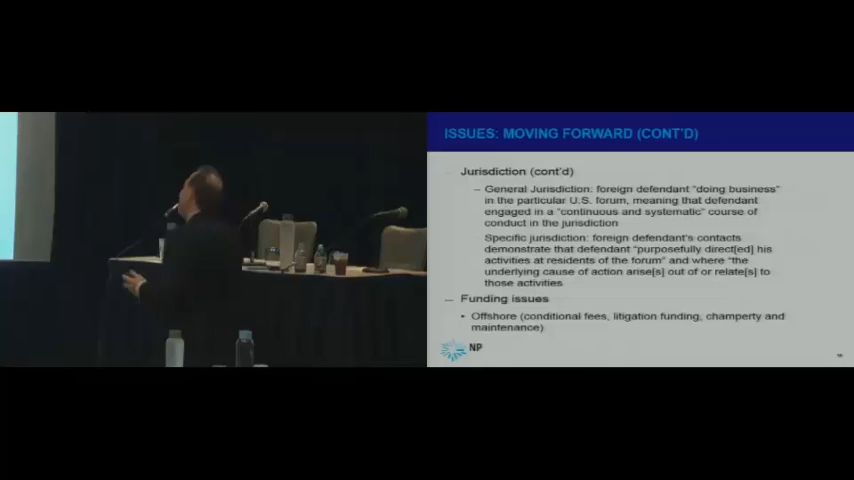 ISSUES: MOVING FORWARD (CONT'D)
Jurisdiction (cont'd)
– General Jurisdiction: foreign defendant "doing business"
in the particular U.S. forum, meaning that defendant
engaged in a "continuous and systematic" course of
conduct in the jurisdiction
Specific jurisdiction: foreign defendant's contacts
demonstrate that defendant "purposefully direct[ed] his
activities at residents of the forum" and where "the
underlying cause of action arise[s] out of or relate[s] to
those activities
– Funding issues
• Offshore (conditional fees, litigation funding, champerty and
maintenance)
NP